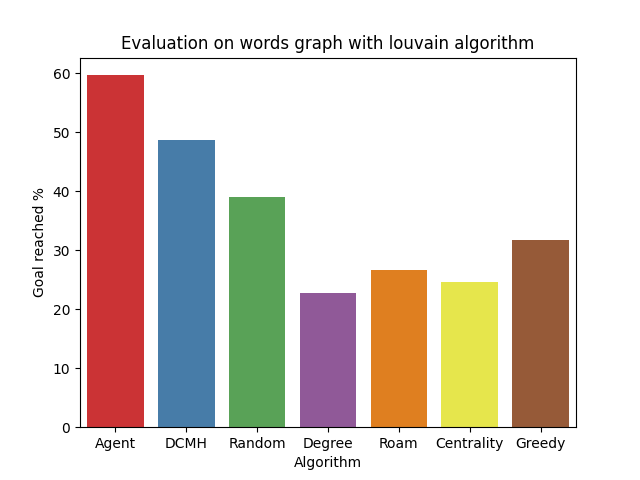 Evaluation on words graph with louvain algorithm
Goal reached %
60
50
40
30
20
10
0
Agent DCMH Random Degree Roam Centrality Greedy
Algorithm